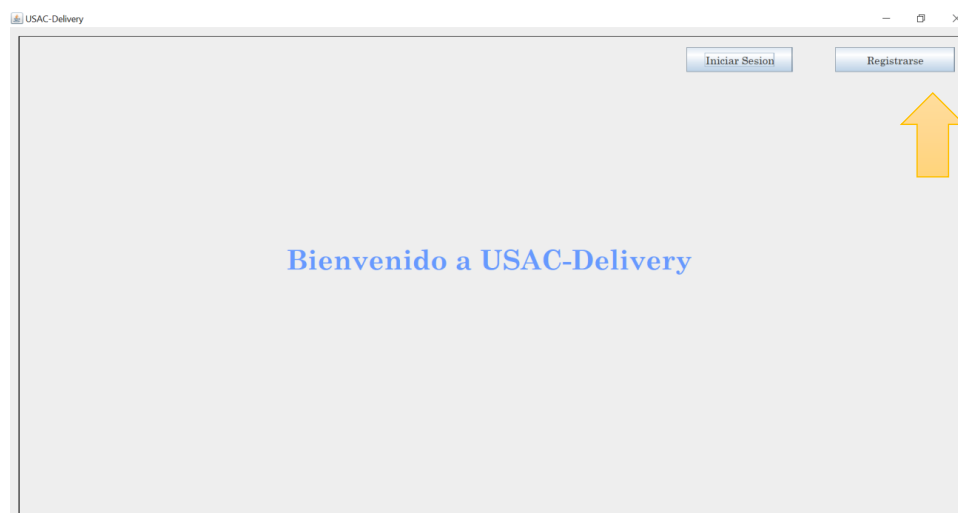 USAC-Delivery
Iniciar Sesion
Registrarse
Bienvenido a USAC-Delivery